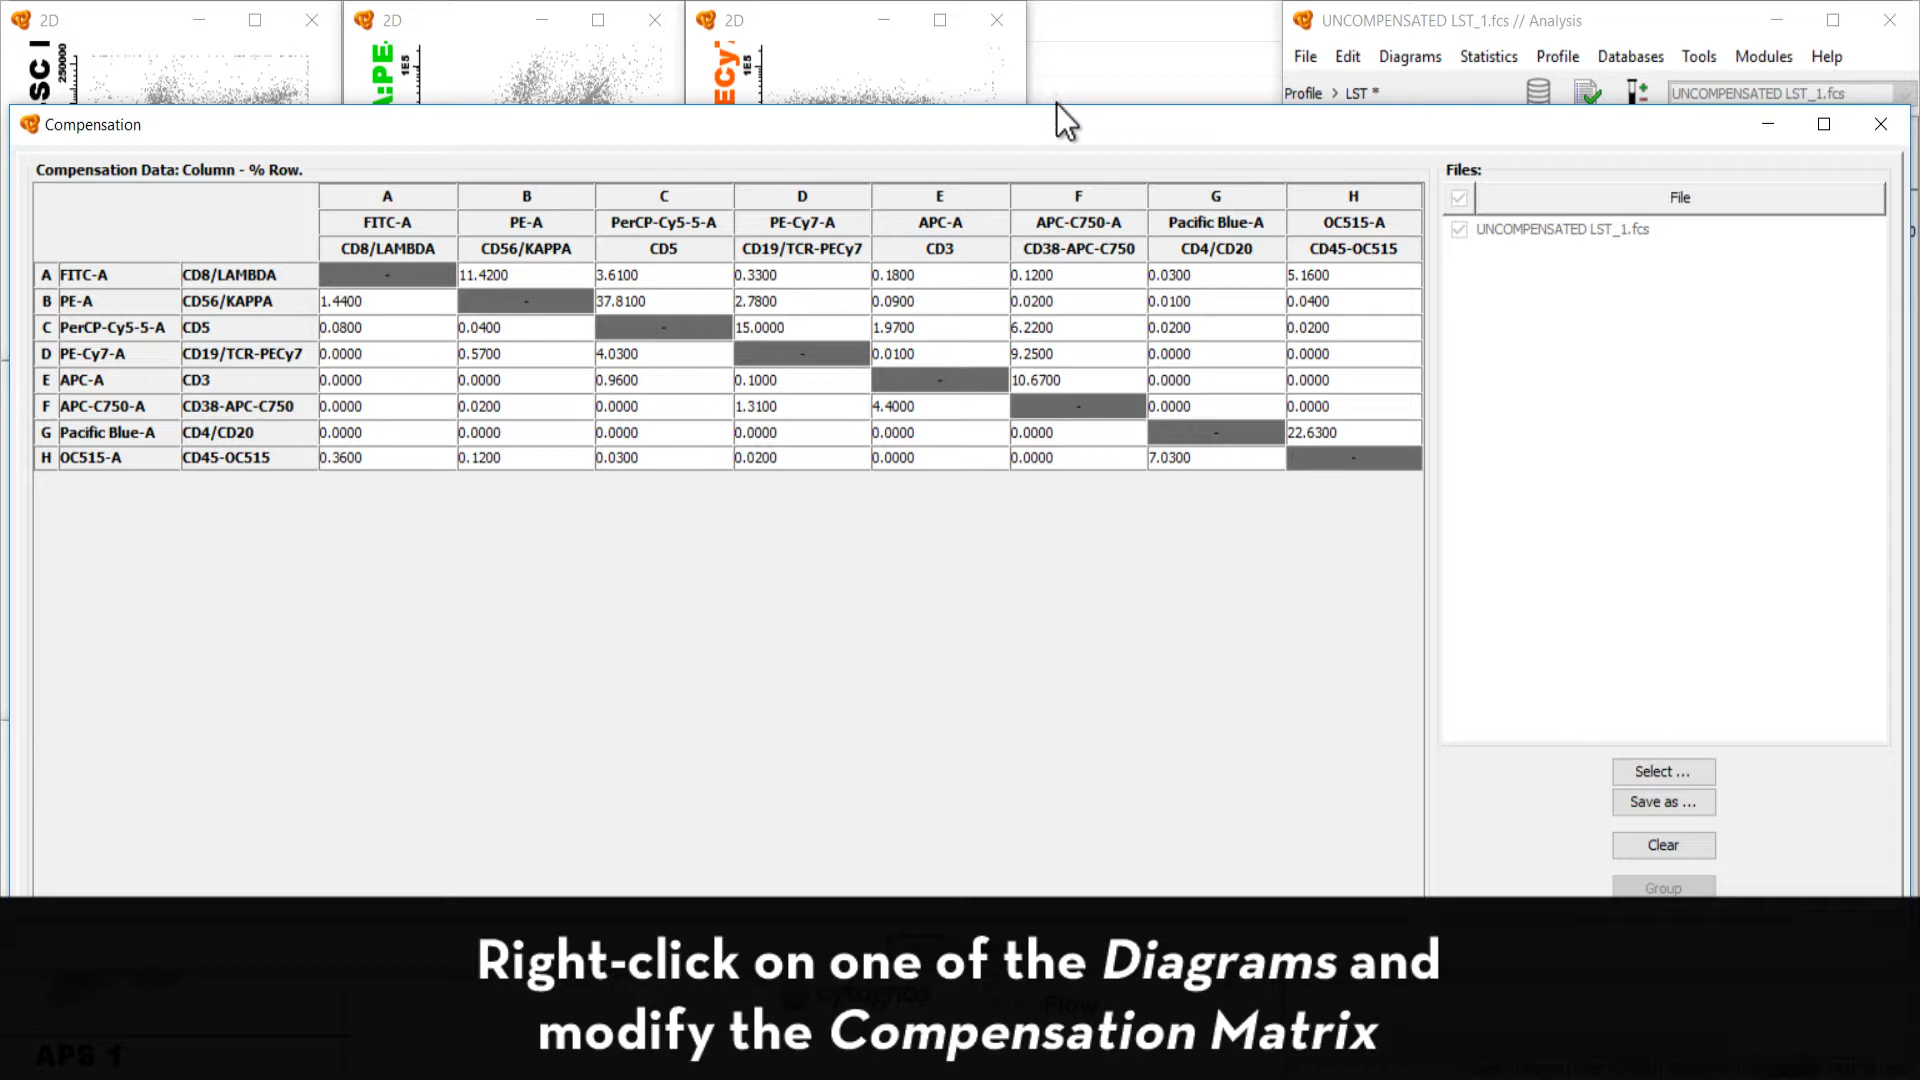 2D
2D
2D
UNCOMPENSATED LST_1.fcs // Analysis
SSC I
250000
A:PE
1E5
ECy7
1E5
File Edit Diagrams Statistics Profile Databases Tools Modules Help
Profile > LST *
UNCOMPENSATED LST_1.fcs
Compensation
Compensation Data: Column - % Row.
A B C D E F G H
FITC-A PE-A PerCP-Cy5-5-A PE-Cy7-A APC-A APC-C750-A Pacific Blue-A OC515-A
CD8/LAMBDA CD56/KAPPA CD5 CD19/TCR-PECy7 CD3 CD38-APC-C750 CD4/CD20 CD45-OC515
A FITC-A CD8/LAMBDA - 11.4200 3.6100 0.3300 0.1800 0.1200 0.0300 5.1600
B PE-A CD56/KAPPA 1.4400 - 37.8100 2.7800 0.0900 0.0200 0.0100 0.0400
C PerCP-Cy5-5-A CD5 0.0800 0.0400 - 15.0000 1.9700 6.2200 0.0200 0.0200
D PE-Cy7-A CD19/TCR-PECy7 0.0000 0.5700 4.0300 - 0.0100 9.2500 0.0000 0.0000
E APC-A CD3 0.0000 0.0000 0.9600 0.1000 - 10.6700 0.0000 0.0000
F APC-C750-A CD38-APC-C750 0.0000 0.0200 0.0000 1.3100 4.4000 - 0.0000 0.0000
G Pacific Blue-A CD4/CD20 0.0000 0.0000 0.0000 0.0000 0.0000 0.0000 - 22.6300
H OC515-A CD45-OC515 0.3600 0.1200 0.0300 0.0200 0.0000 0.0000 7.0300 -
Files:
File
UNCOMPENSATED LST_1.fcs
Select ...
Save as ...
Clear
Group
Right-click on one of the Diagrams and
modify the Compensation Matrix
cytognos
Flow
APS 1